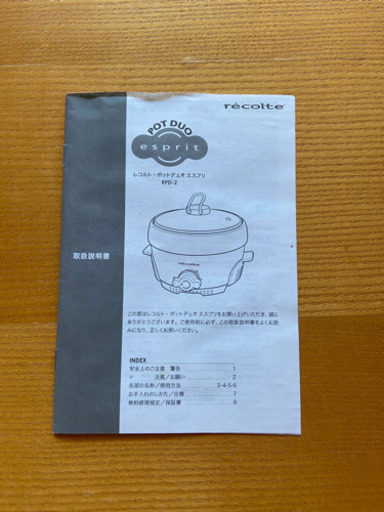 récolte
POT DUO
esprit
レコルト・ポットデュオ エスプリ
EPD-2
取扱説明書
récolte
この度はレコルト・ポットデュオ エスプリをお買い上げいただき、誠に
ありがとうございます。ご使用前に必ず、この取扱説明書をよくお読
みになり、正しくお使いください。
INDEX
安全上のご注意 警告 1
〃 注意／お願い 2
各部の名称／使用方法 3-4-5-6
お手入れのしかた／仕様 7
無料修理規定／保証書 8